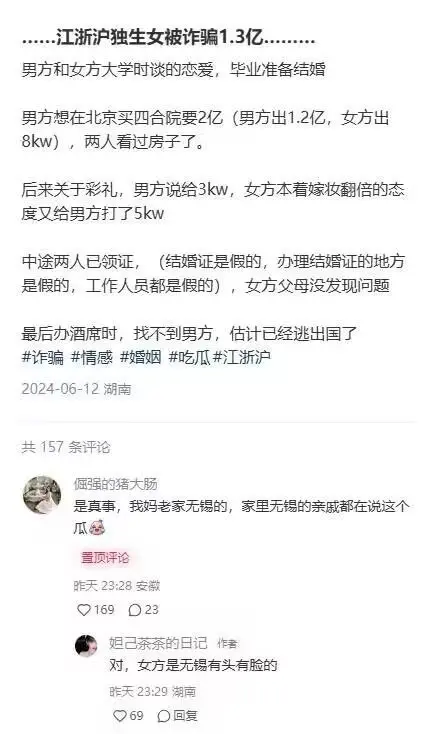 ......江浙沪独生女被诈骗1.3亿.........
男方和女方大学时谈的恋爱，毕业准备结婚
男方想在北京买四合院要2亿（男方出1.2亿，女方出
8kw），两人看过房子了。
后来关于彩礼，男方说给3kw，女方本着嫁妆翻倍的态
度又给男方打了5kw
中途两人已领证，（结婚证是假的，办理结婚证的地方
是假的，工作人员都是假的），女方父母没发现问题
最后办酒席时，找不到男方，估计已经逃出国了
#诈骗 #情感 #婚姻 #吃瓜#江浙沪
2024-06-12 湖南
共 157 条评论
倔强的猪大肠
是真事，我妈老家无锡的，家里无锡的亲戚都在说这个
瓜
置顶评论
昨天 23:28 安徽
169 23
妲己茶茶的日记 作者
对，女方是无锡有头有脸的
昨天 23:29 湖南
69 回复